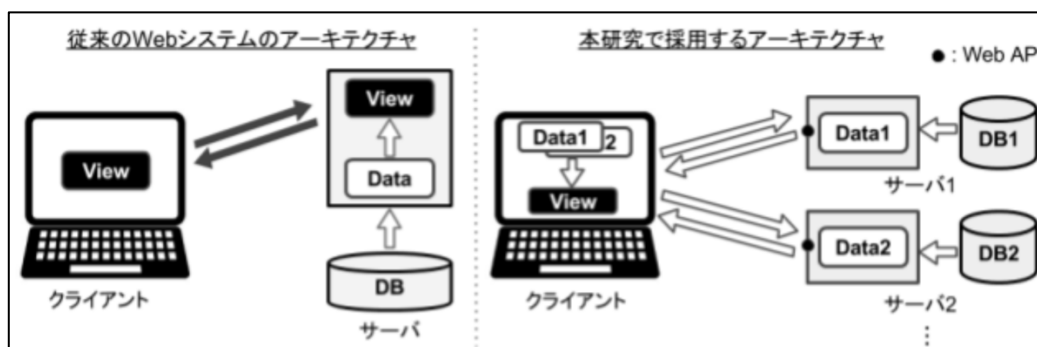 従来のWebシステムのアーキテクチャ
View
View
Data
DB
クライアント
サーバ
本研究で採用するアーキテクチャ
● : Web AP
Data1
2
View
クライアント
Data1
DB1
サーバ1
Data2
DB2
サーバ2
⋮